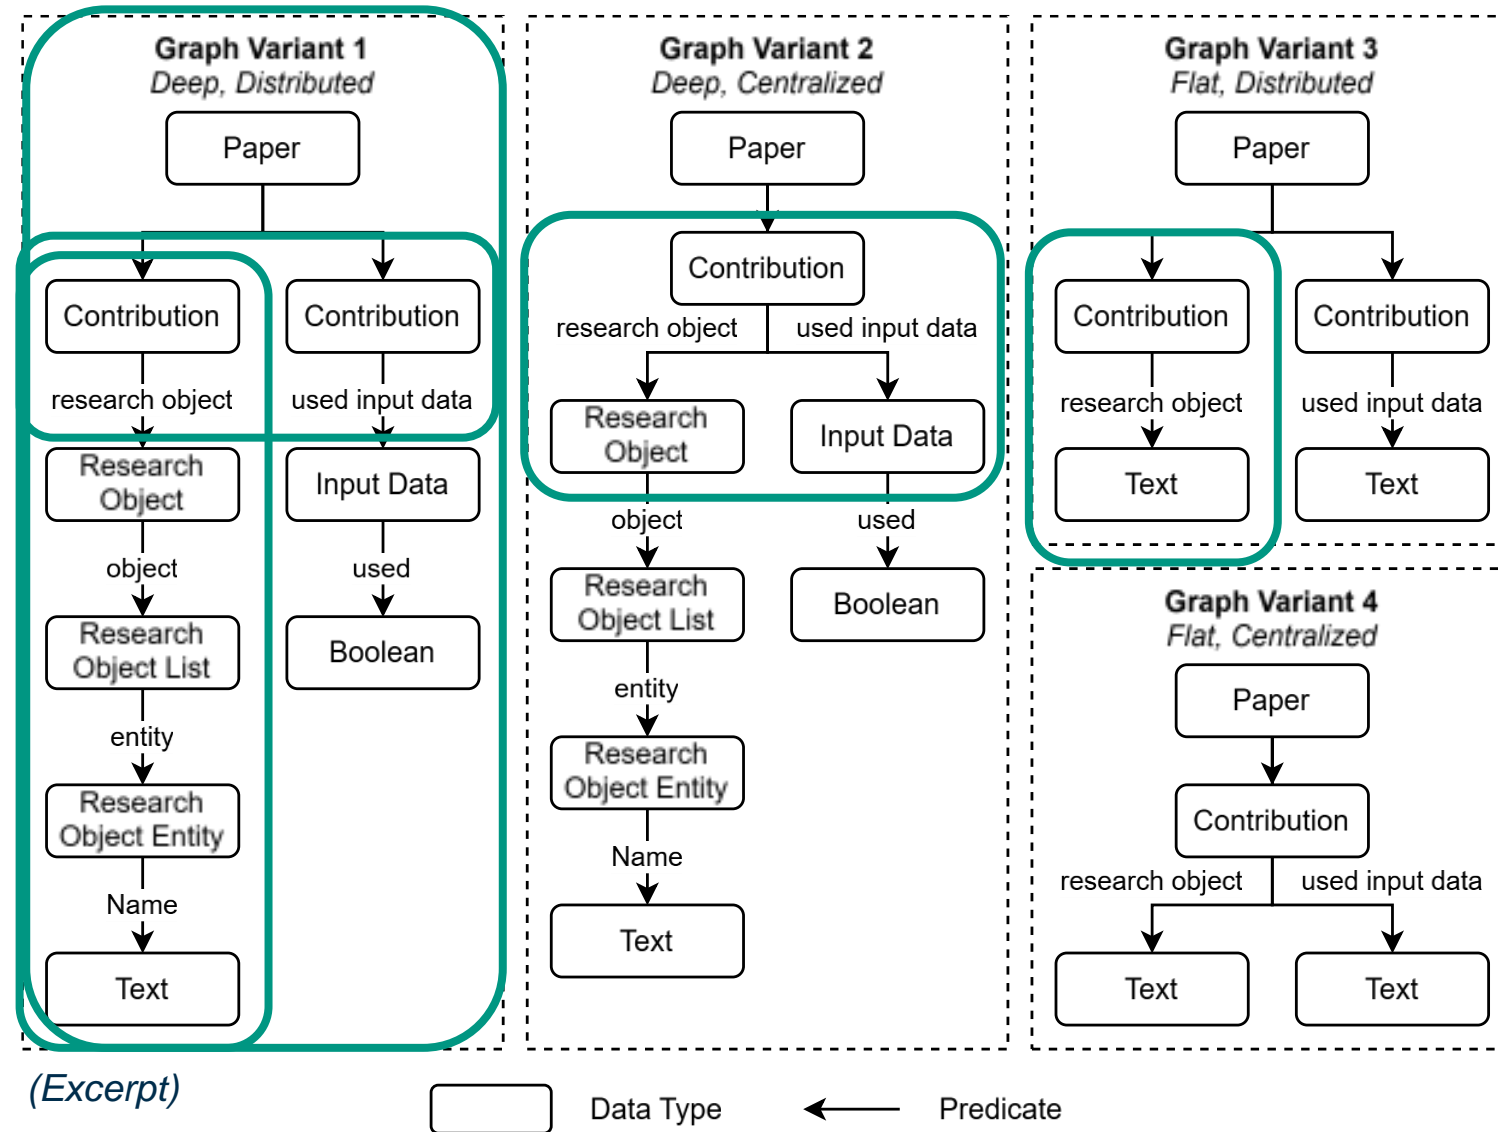 Graph Variant 1
Deep, Distributed
Paper
Contribution
Contribution
research object
used input data
Research
Object
Input Data
object
used
Research
Object List
Boolean
entity
Research
Object Entity
Name
Text
Graph Variant 2
Deep, Centralized
Paper
Contribution
research object
used input data
Research
Object
Input Data
object
used
Research
Object List
Boolean
entity
Research
Object Entity
Name
Text
Graph Variant 3
Flat, Distributed
Paper
Contribution
Contribution
research object
used input data
Text
Text
Graph Variant 4
Flat, Centralized
Paper
Contribution
research object
used input data
Text
Text
(Excerpt)
Data Type
Predicate